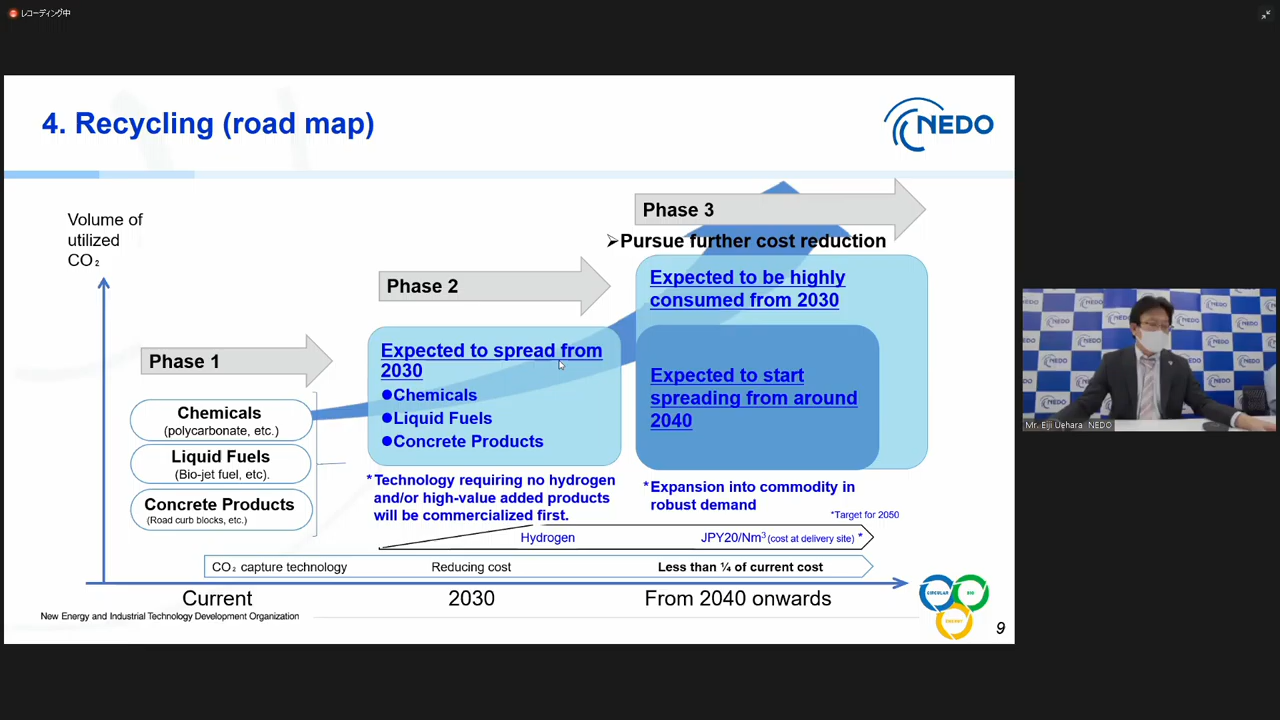 レコーディング中
4. Recycling (road map)
NEDO
Volume of
utilized
CO₂
Phase 3
➢Pursue further cost reduction
Phase 2
Expected to be highly
consumed from 2030
Phase 1
Expected to spread from
2030
●Chemicals
●Liquid Fuels
●Concrete Products
Expected to start
spreading from around
2040
Chemicals
(polycarbonate, etc.)
Liquid Fuels
(Bio-jet fuel, etc).
Concrete Products
(Road curb blocks, etc.)
*Technology requiring no hydrogen
and/or high-value added products
will be commercialized first.
*Expansion into commodity in
robust demand
*Target for 2050
Hydrogen JPY20/Nm³ (cost at delivery site) *
CO₂ capture technology Reducing cost Less than ¼ of current cost
Current 2030 From 2040 onwards
New Energy and Industrial Technology Development Organization
CIRCULAR
BIO
ENERGY
9
NEDO
Mr. Eiji Uehara NEDO